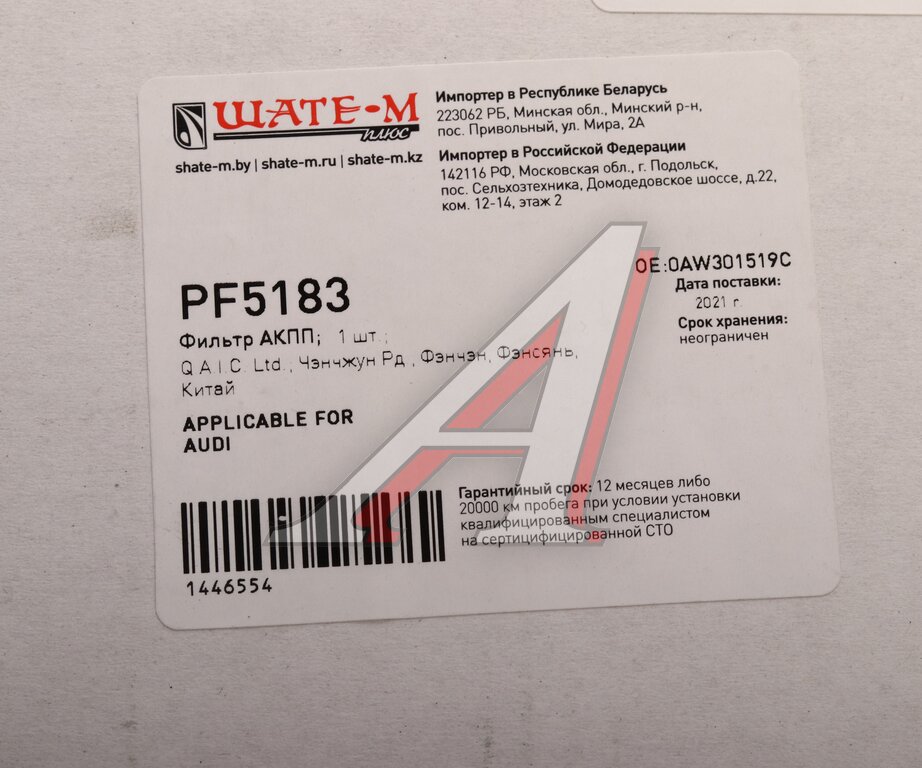 ШАТЕ-М
плюс
shate-m.by | shate-m.ru | shate-m.kz
Импортер в Республике Беларусь
223062 РБ, Минская обл., Минский р-н,
пос. Привольный, ул. Мира, 2А
Импортер в Российской Федерации
142116 РФ, Московская обл., г. Подольск,
пос. Сельхозтехника, Домодедовское шоссе, д.22,
ком. 12-14, этаж 2
OE:0AW301519C
Дата поставки:
2021 г.
Срок хранения:
неограничен
PF5183
Фильтр АКПП; 1 шт.;
Q.A.I.C. Ltd., Чэнчжун Рд., Фэнчэн, Фэнсянь,
Китай
APPLICABLE FOR
AUDI
1446554
Гарантийный срок: 12 месяцев либо
20000 км пробега при условии установки
квалифицированным специалистом
на сертицифицированной СТО